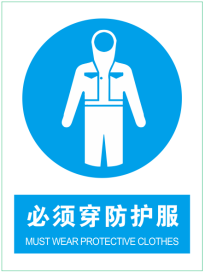 必须穿防护服
MUST WEAR PROTECTIVE CLOTHES